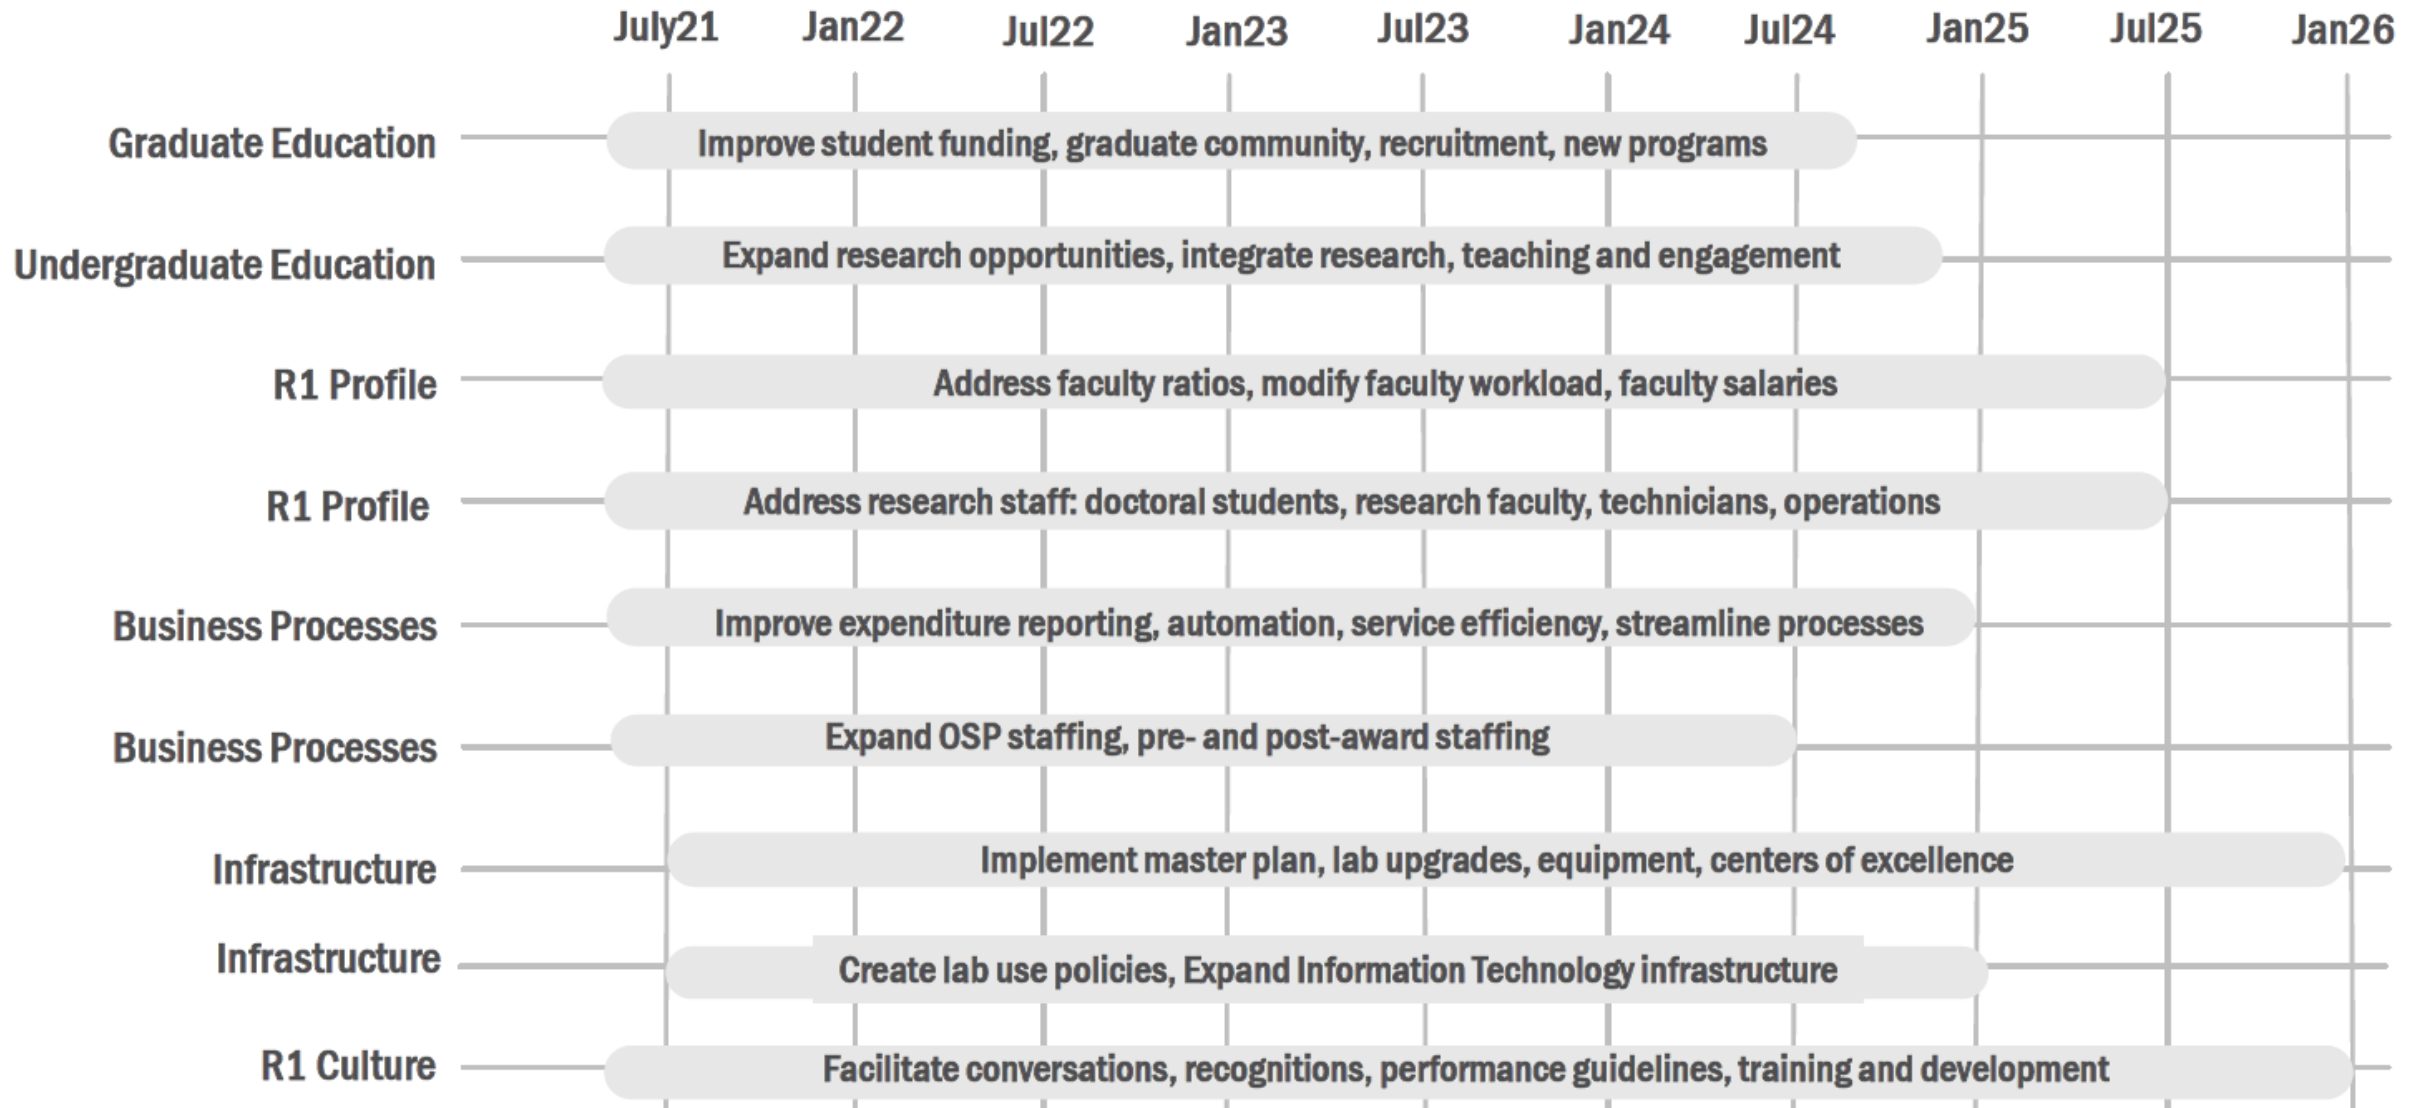 July21 Jan22 Jul22 Jan23 Jul23 Jan24 Jul24 Jan25 Jul25 Jan26
Graduate Education Improve student funding, graduate community, recruitment, new programs
Undergraduate Education Expand research opportunities, integrate research, teaching and engagement
R1 Profile Address faculty ratios, modify faculty workload, faculty salaries
R1 Profile Address research staff: doctoral students, research faculty, technicians, operations
Business Processes Improve expenditure reporting, automation, service efficiency, streamline processes
Business Processes Expand OSP staffing, pre- and post-award staffing
Infrastructure Implement master plan, lab upgrades, equipment, centers of excellence
Infrastructure Create lab use policies, Expand Information Technology infrastructure
R1 Culture Facilitate conversations, recognitions, performance guidelines, training and development